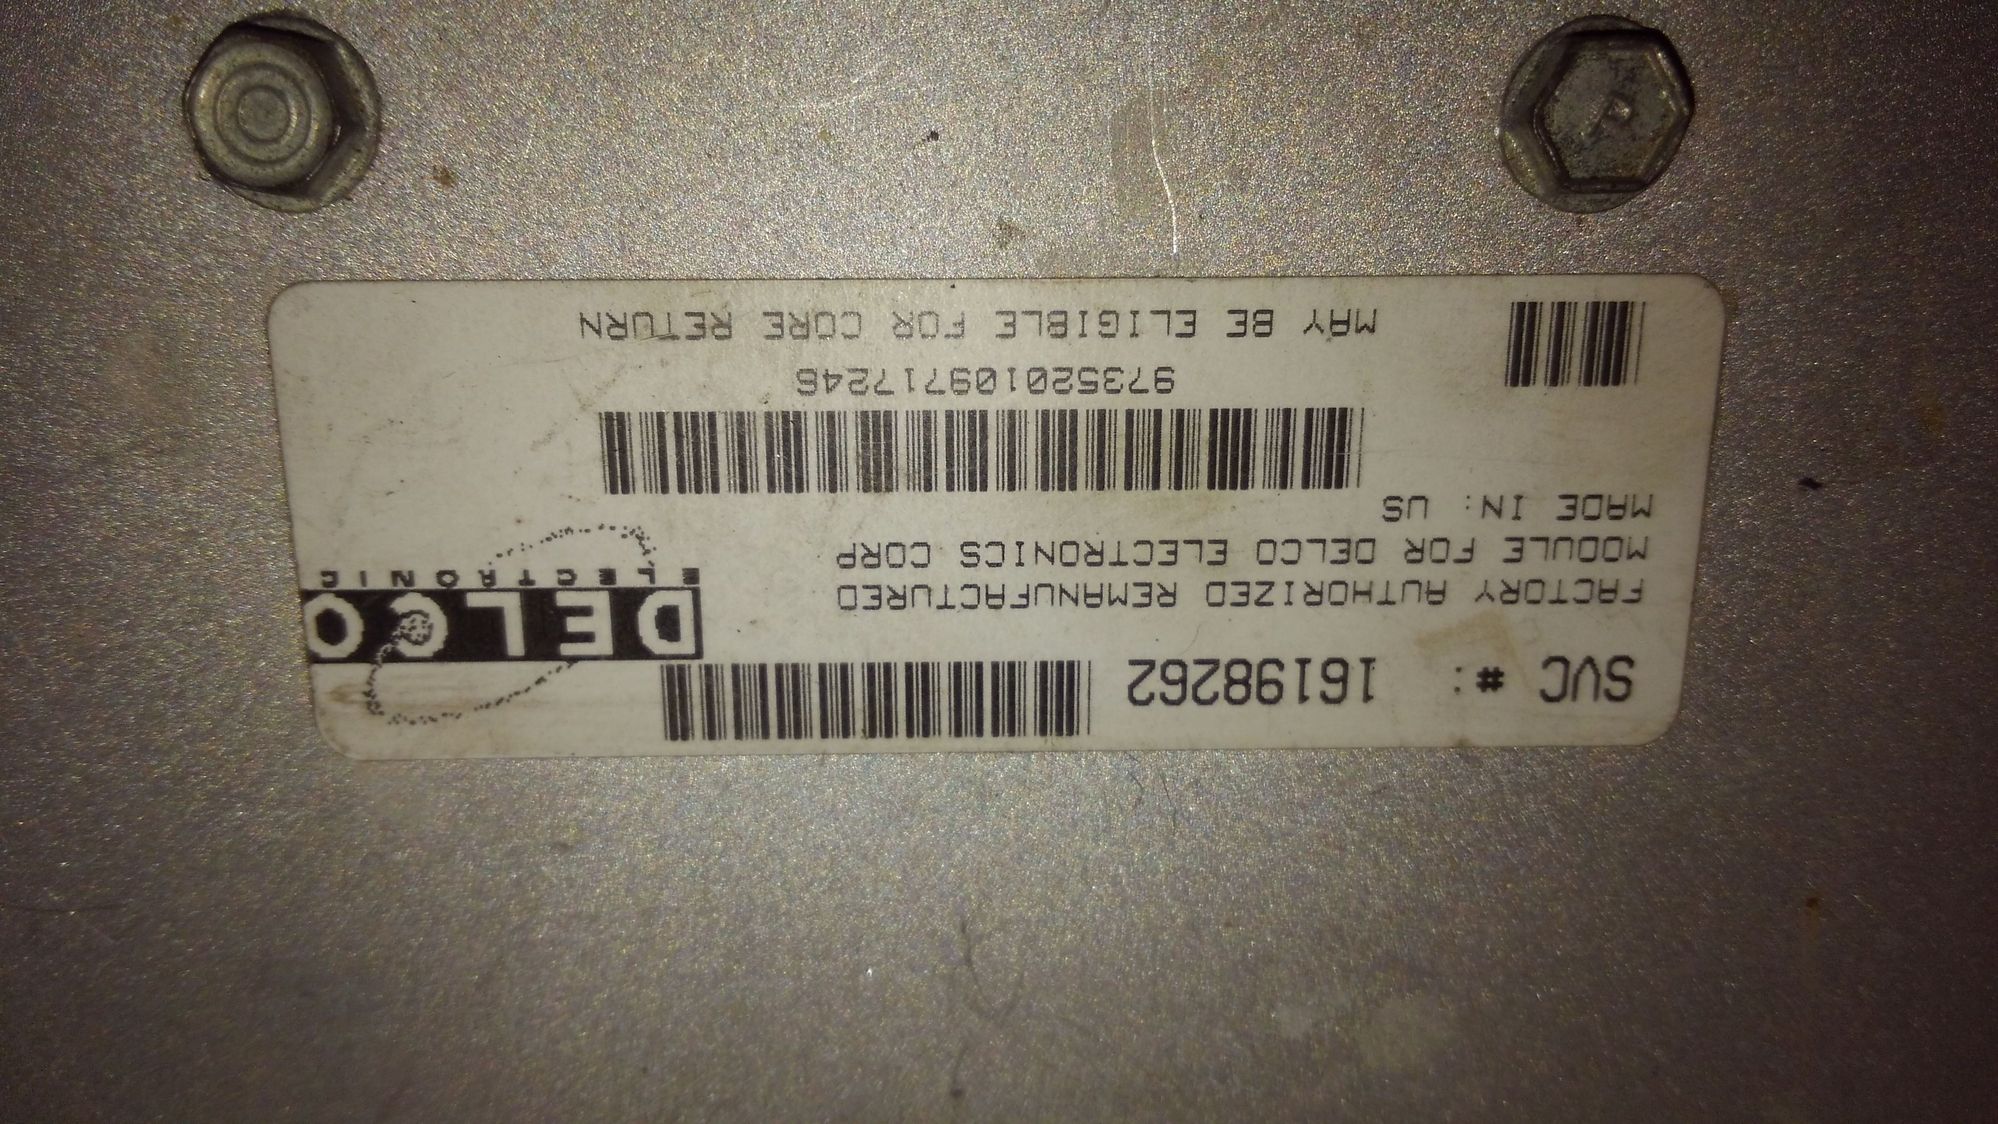 SVC #: 16198262
FACTORY AUTHORIZED REMANUFACTURED
MODULE FOR DELCO ELECTRONICS CORP
MADE IN: US
DELCO
ELECTRONIC
973520109717246
MAY BE ELIGIBLE FOR CORE RETURN
P